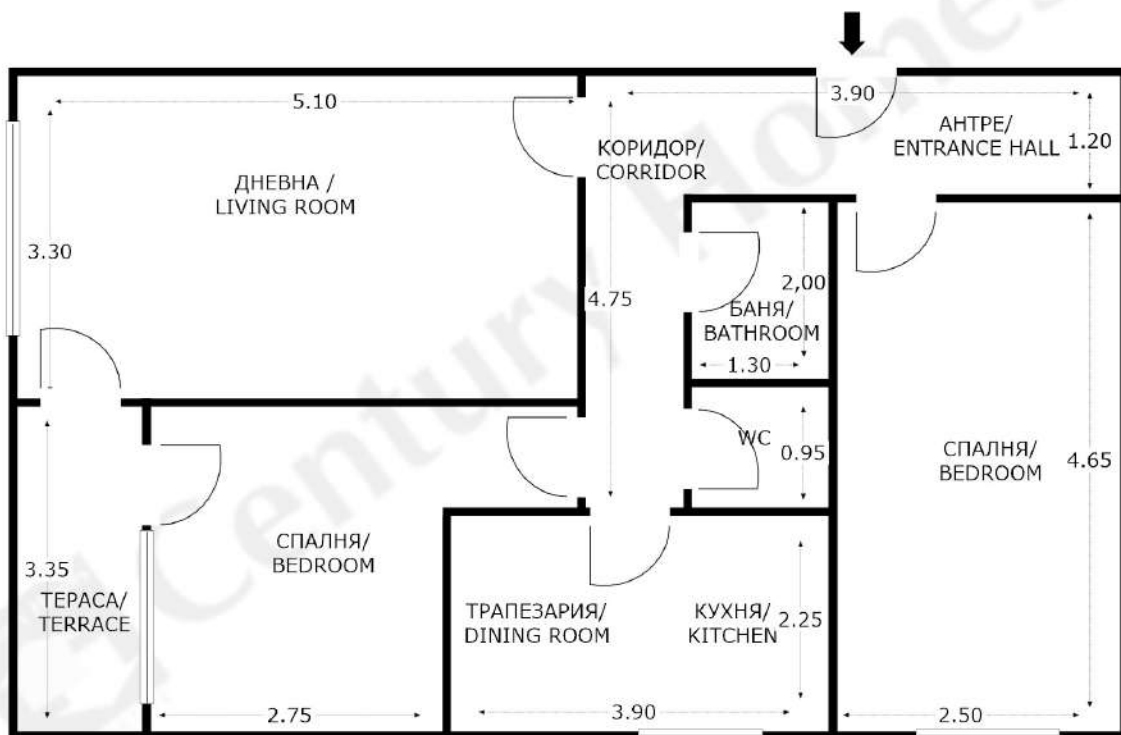 5.10
3.90
АНТРЕ/
ENTRANCE HALL
1.20
КОРИДОР/
CORRIDOR
ДНЕВНА /
LIVING ROOM
3.30
4.75
2,00
БАНЯ/
BATHROOM
1.30
WC
0.95
СПАЛНЯ/
BEDROOM
4.65
СПАЛНЯ/
BEDROOM
3.35
ТЕРАСА/
TERRACE
ТРАПЕЗАРИЯ/
DINING ROOM
КУХНЯ/
KITCHEN
2.25
2.75
3.90
2.50
Century Homes